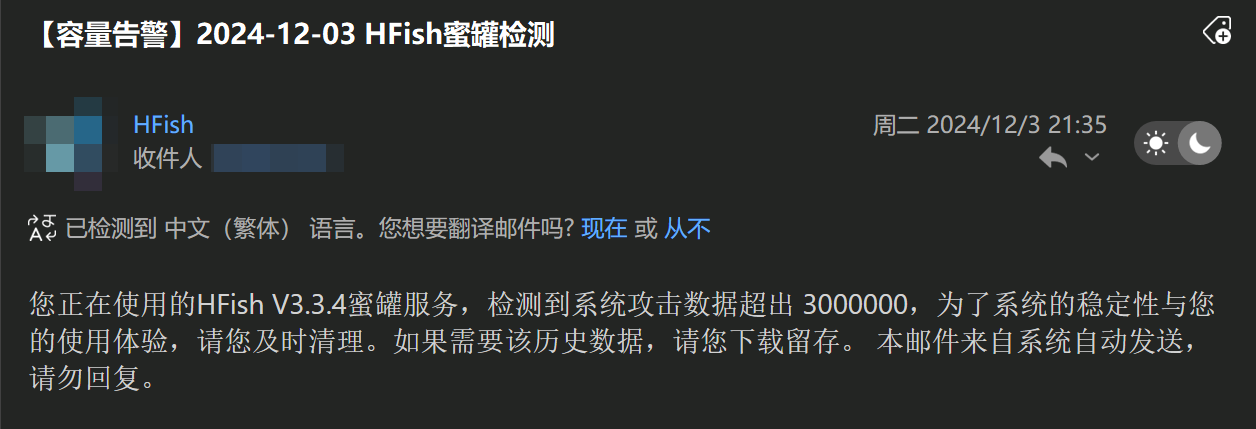 【容量告警】2024-12-03 HFish蜜罐检测
HFish
周二 2024/12/3 21:35
收件人
已检测到 中文（繁体） 语言。您想要翻译邮件吗? 现在 或 从不
您正在使用的HFish V3.3.4蜜罐服务，检测到系统攻击数据超出 3000000，为了系统的稳定性与您
的使用体验，请您及时清理。如果需要该历史数据，请您下载留存。 本邮件来自系统自动发送，
请勿回复。